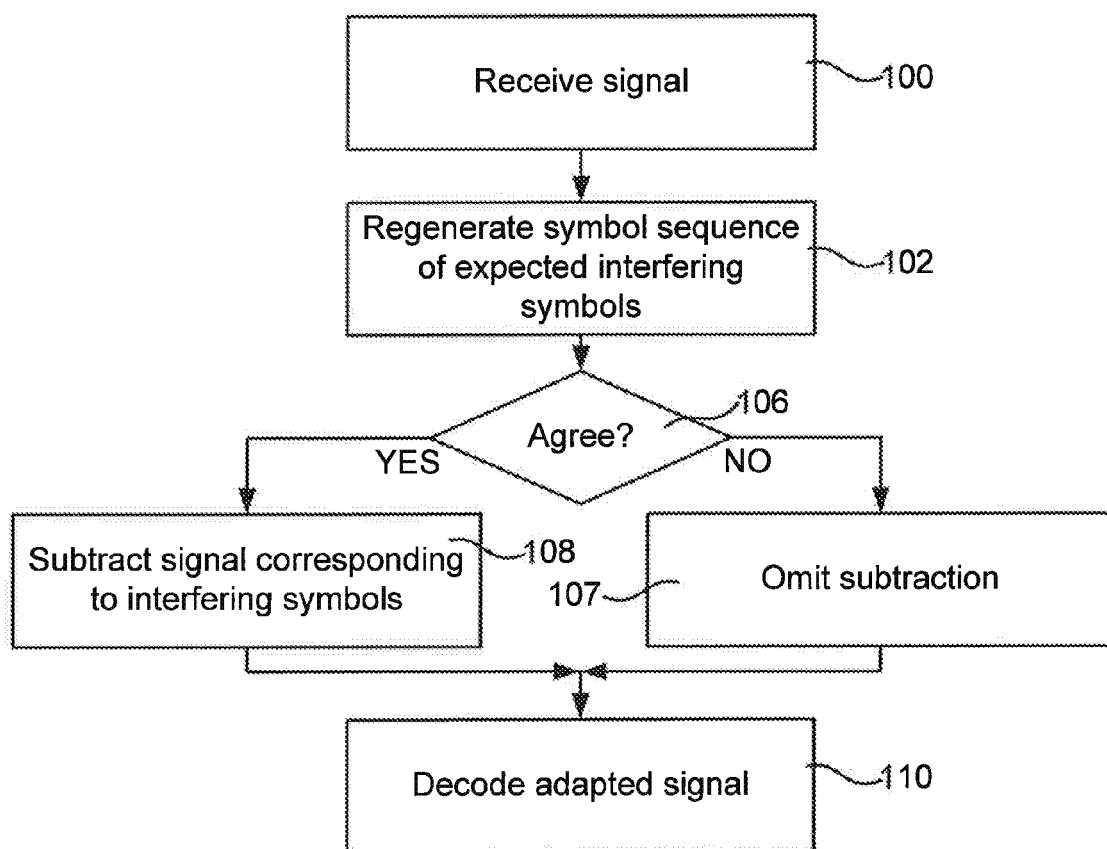 Receive signal
100
Regenerate symbol sequence
of expected interfering
symbols
102
Agree?
106
YES
NO
Subtract signal corresponding
to interfering symbols
108
Omit subtraction
107
Decode adapted signal
110